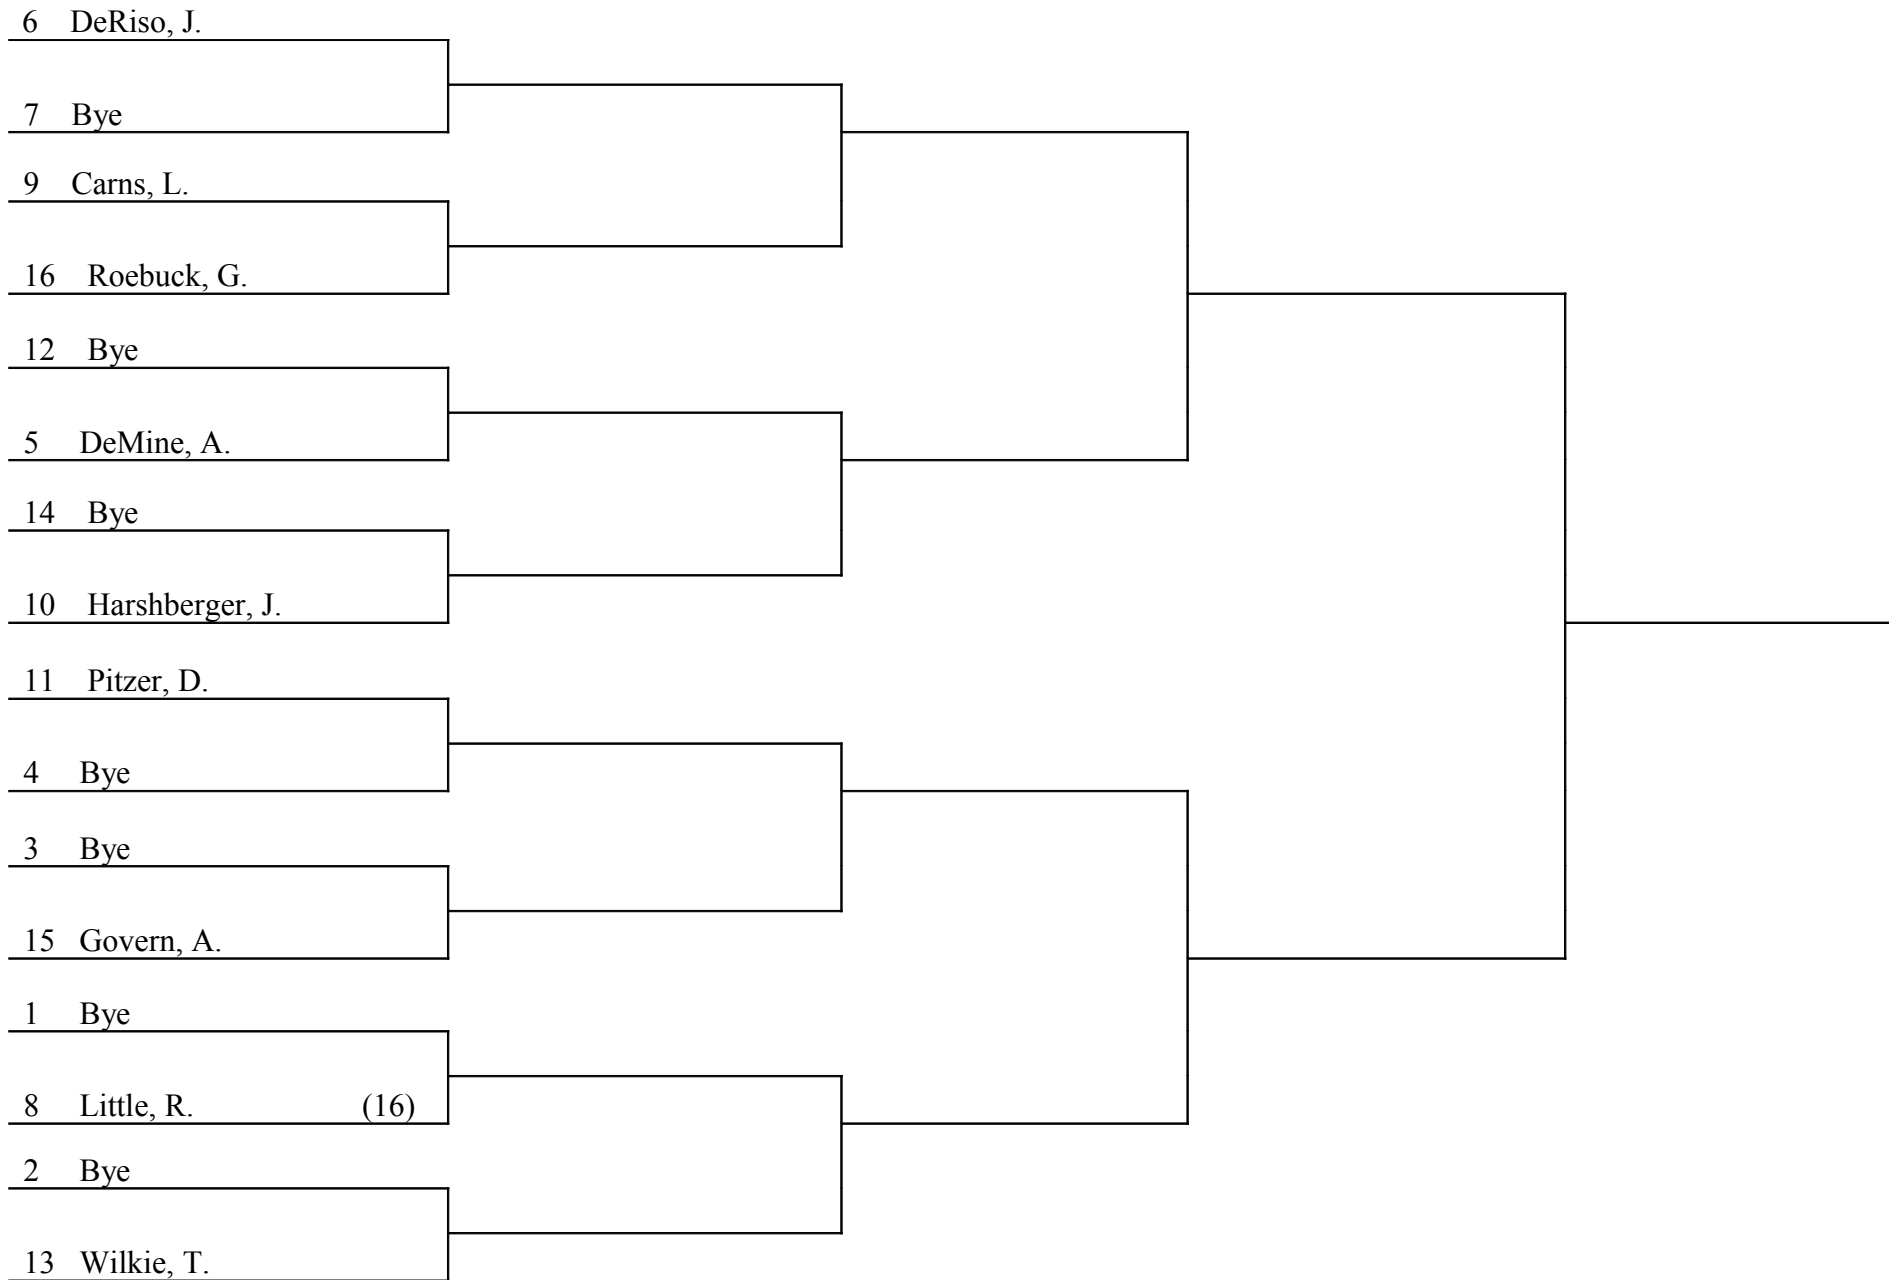 6 DeRiso, J.
7 Bye
9 Carns, L.
16 Roebuck, G.
12 Bye
5 DeMine, A.
14 Bye
10 Harshberger, J.
11 Pitzer, D.
4 Bye
3 Bye
15 Govern, A.
1 Bye
8 Little, R. (16)
2 Bye
13 Wilkie, T.